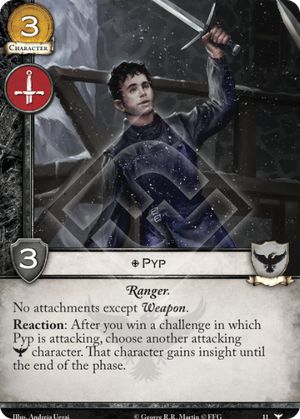 3
CHARACTER
3
PYP
Ranger.
No attachments except Weapon.
Reaction: After you win a challenge in which
Pyp is attacking, choose another attacking
character. That character gains insight until
the end of the phase.
Illus. Andreia Ugrai
© George R.R. Martin © FFG
11